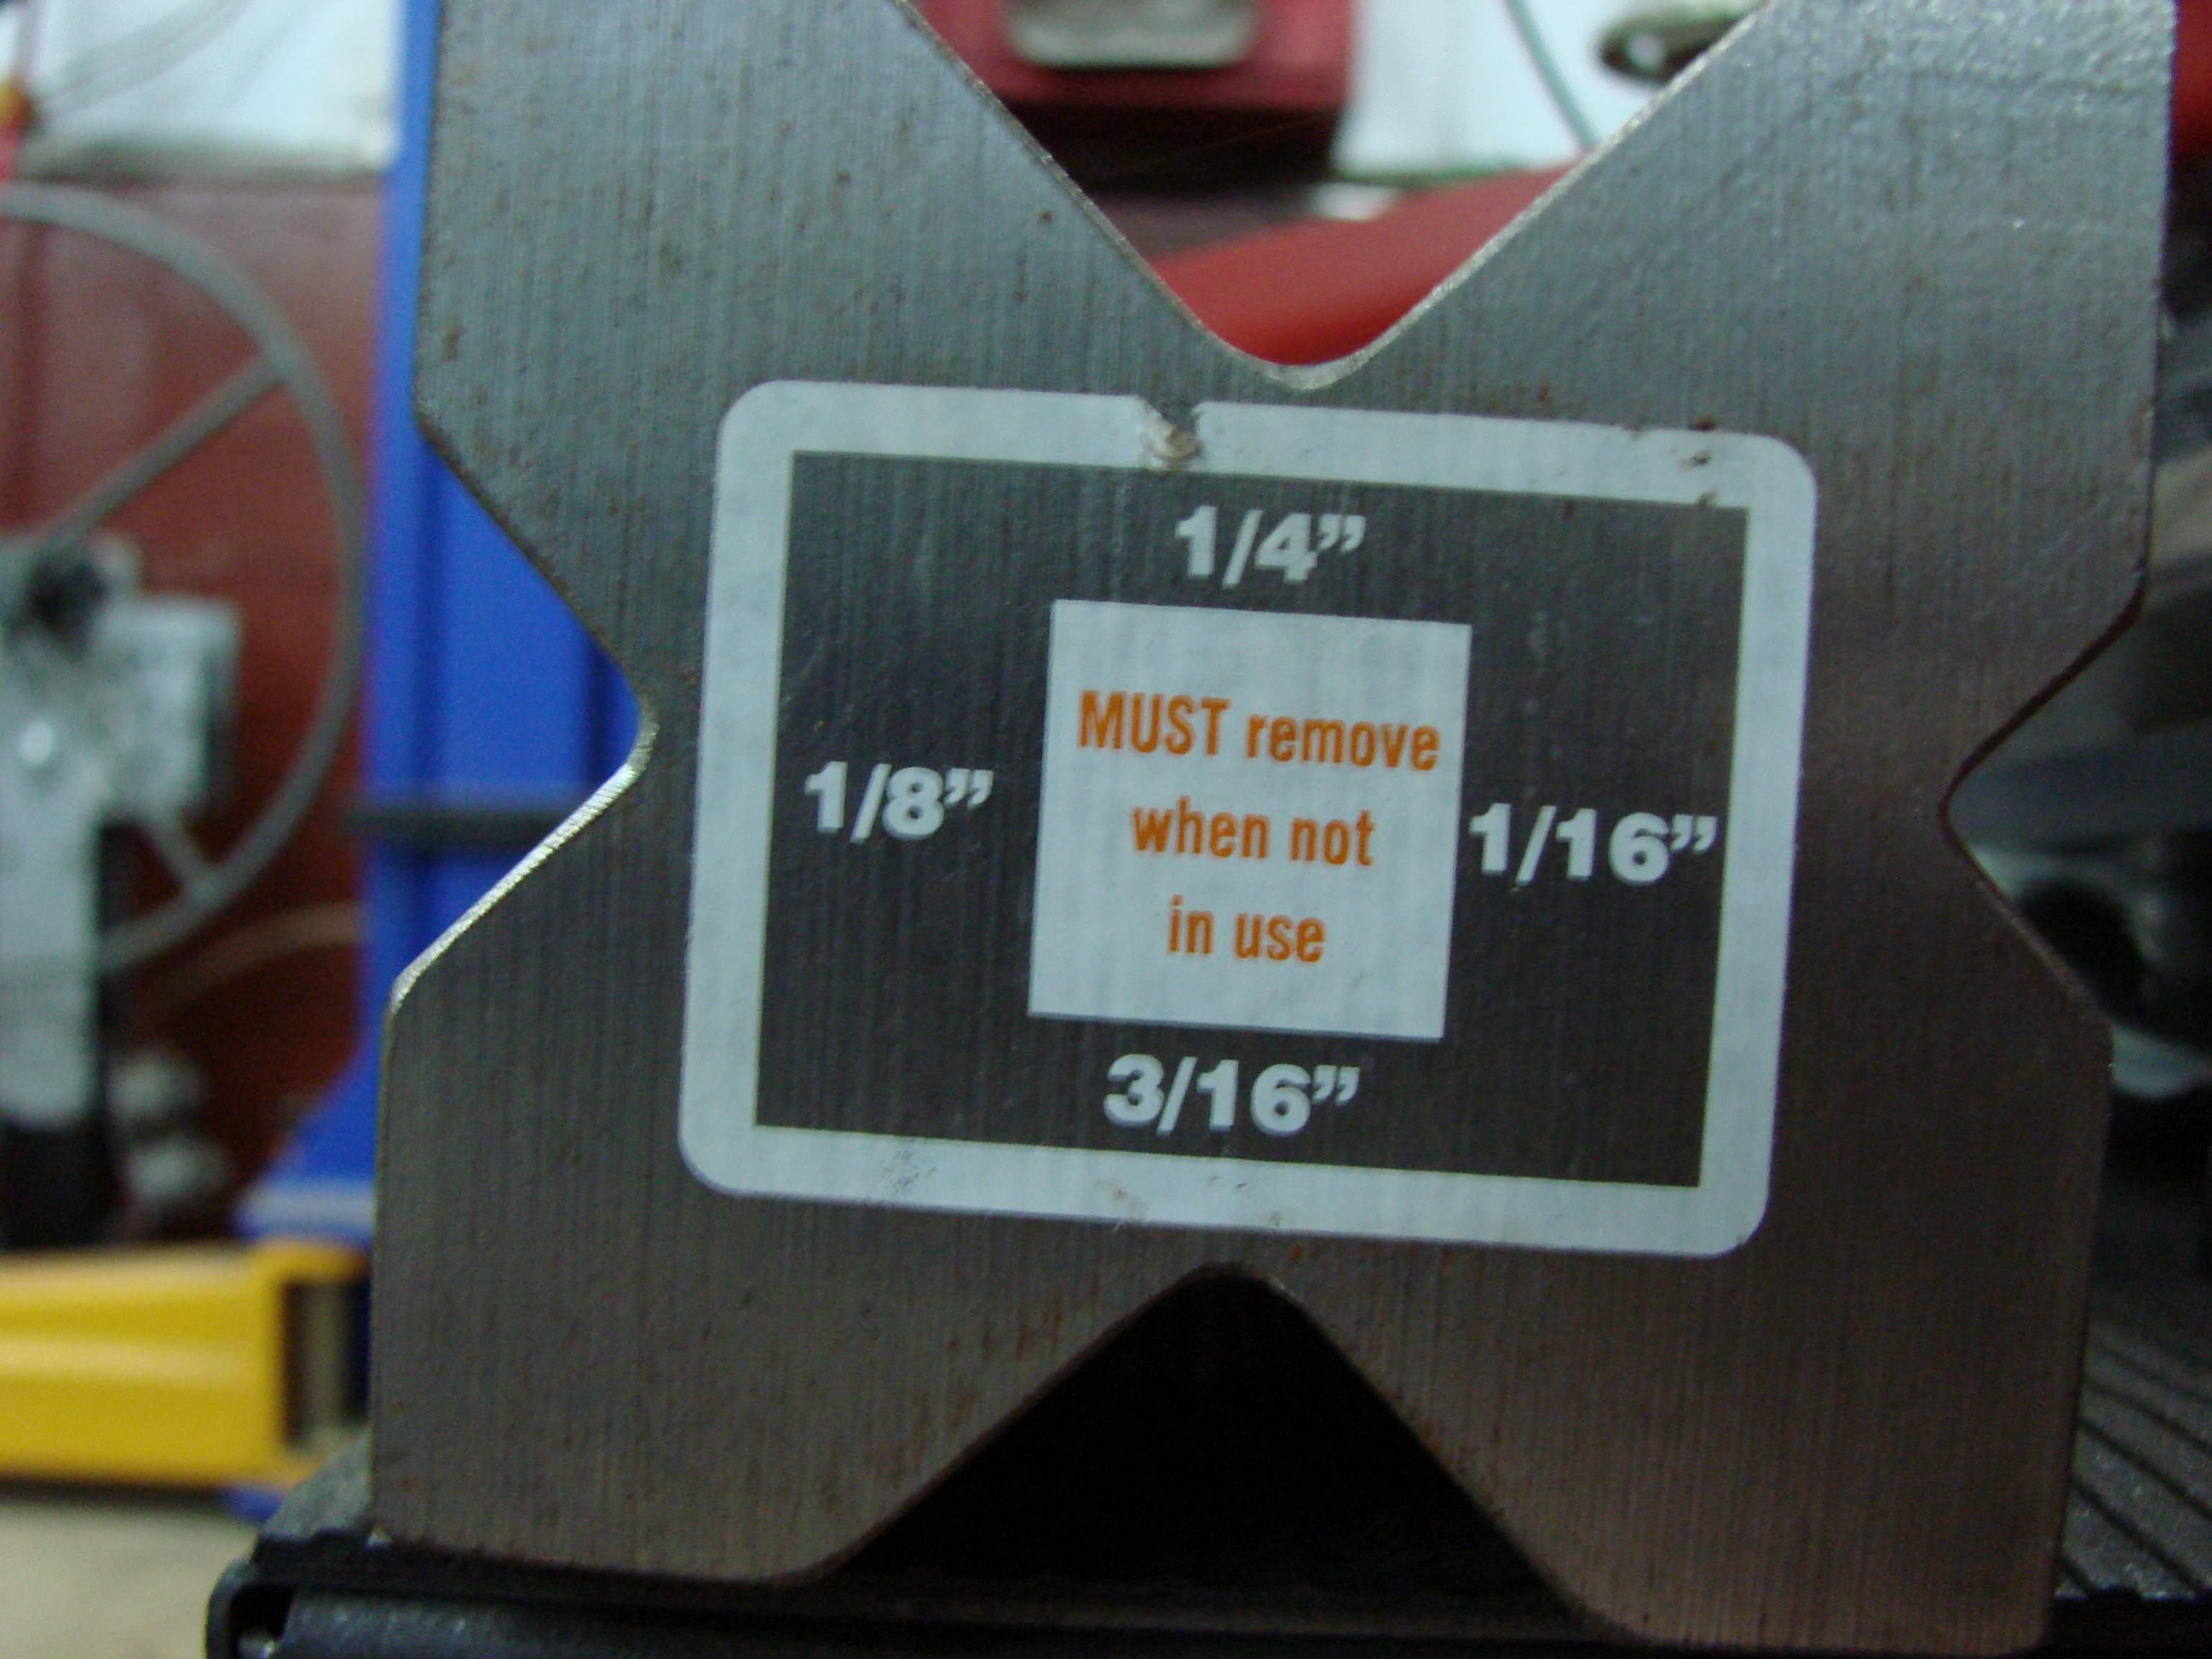 1/4”
MUST remove
when not
in use
1/8”
1/16”
3/16”